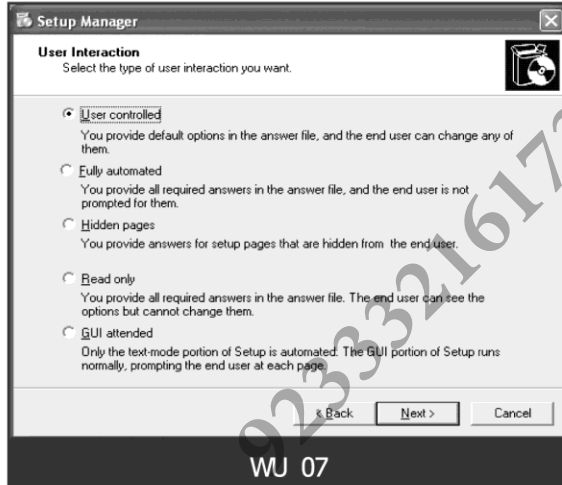 Setup Manager
User Interaction
Select the type of user interaction you want.
User controlled
You provide default options in the answer file, and the end user can change any of
them.
Fully automated
You provide all required answers in the answer file, and the end user is not
prompted for them.
Hidden pages
You provide answers for setup pages that are hidden from the end user.
Read only
You provide all required answers in the answer file. The end user can see the
options but cannot change them.
GUI attended
Only the text-mode portion of Setup is automated. The GUI portion of Setup runs
normally, prompting the end user at each page.
< Back Next > Cancel
WU 07